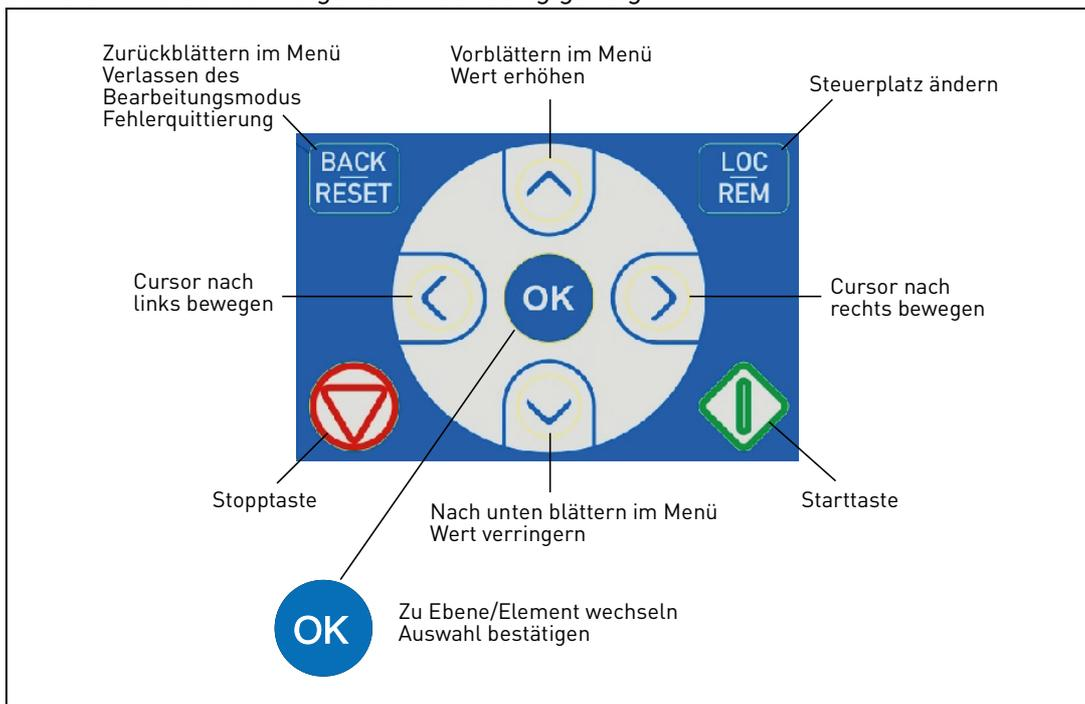 Zurückblättern im Menü
Verlassen des
Bearbeitungsmodus
Fehlerquittierung
Vorblättern im Menü
Wert erhöhen
Steuerplatz ändern
BACK
RESET
LOC
REM
Cursor nach
links bewegen
OK
Cursor nach
rechts bewegen
Stopptaste
Nach unten blättern im Menü
Wert verringern
Starttaste
OK
Zu Ebene/Element wechseln
Auswahl bestätigen